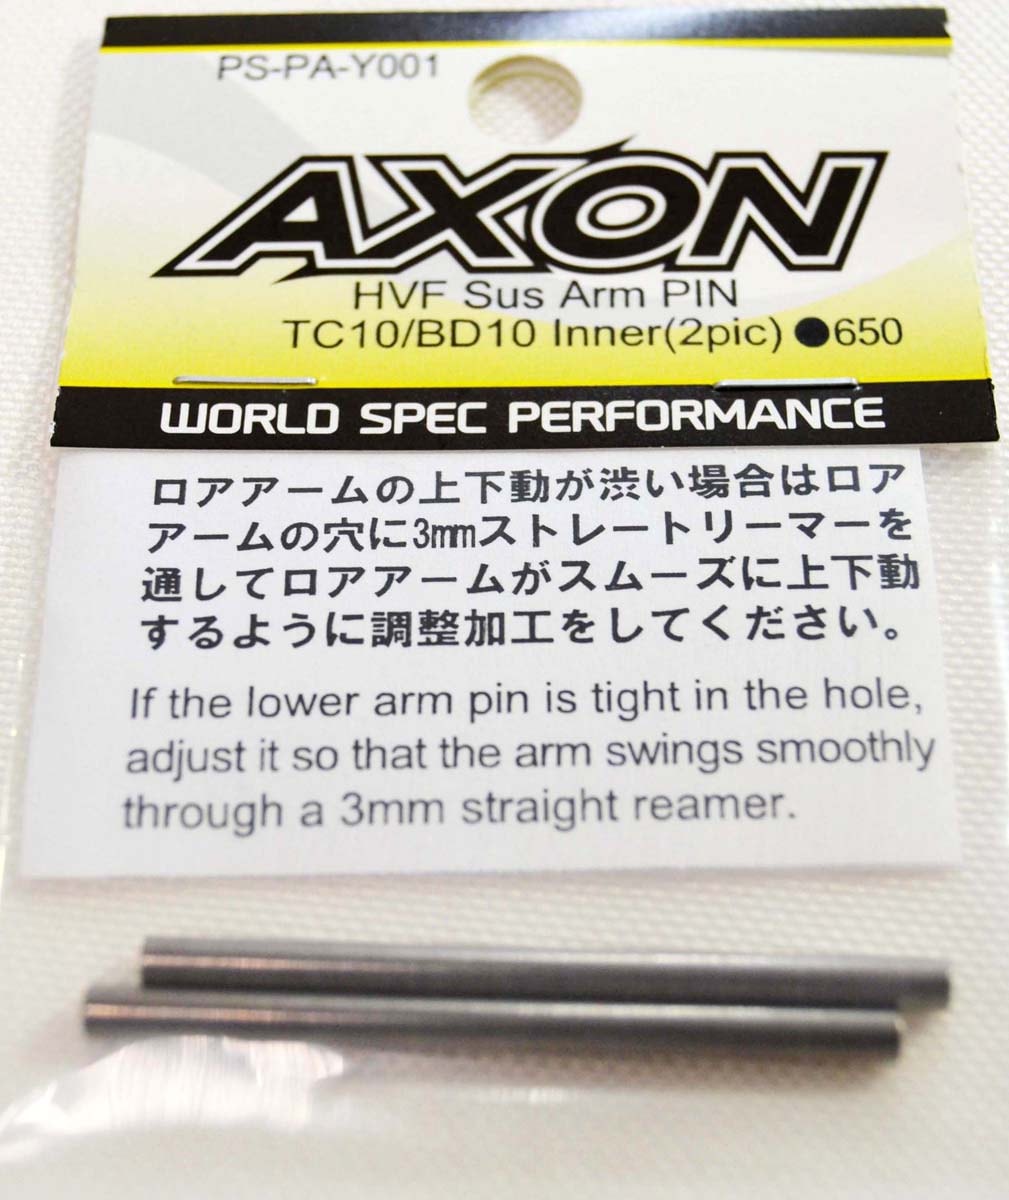 PS-PA-Y001
AXON
HVF Sus Arm PIN
TC10/BD10 Inner(2pic) ●650
WORLD SPEC PERFORMANCE
ロアアームの上下動が渋い場合はロア
アームの穴に3mmストレートリーマーを
通してロアアームがスムーズに上下動
するように調整加工をしてください。
If the lower arm pin is tight in the hole,
adjust it so that the arm swings smoothly
through a 3mm straight reamer.